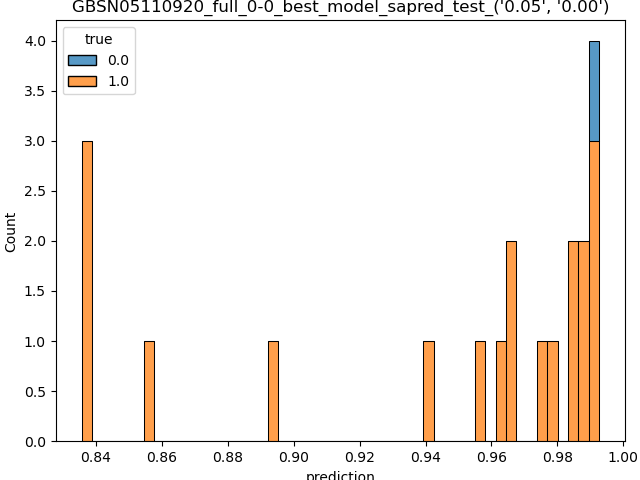 GBSN05110920_full_0-0_best_model_sapred_test_('0.05', '0.00')
true
0.0
1.0
Count
4.0
3.5
3.0
2.5
2.0
1.5
1.0
0.5
0.0
0.84 0.86 0.88 0.90 0.92 0.94 0.96 0.98 1.00
prediction